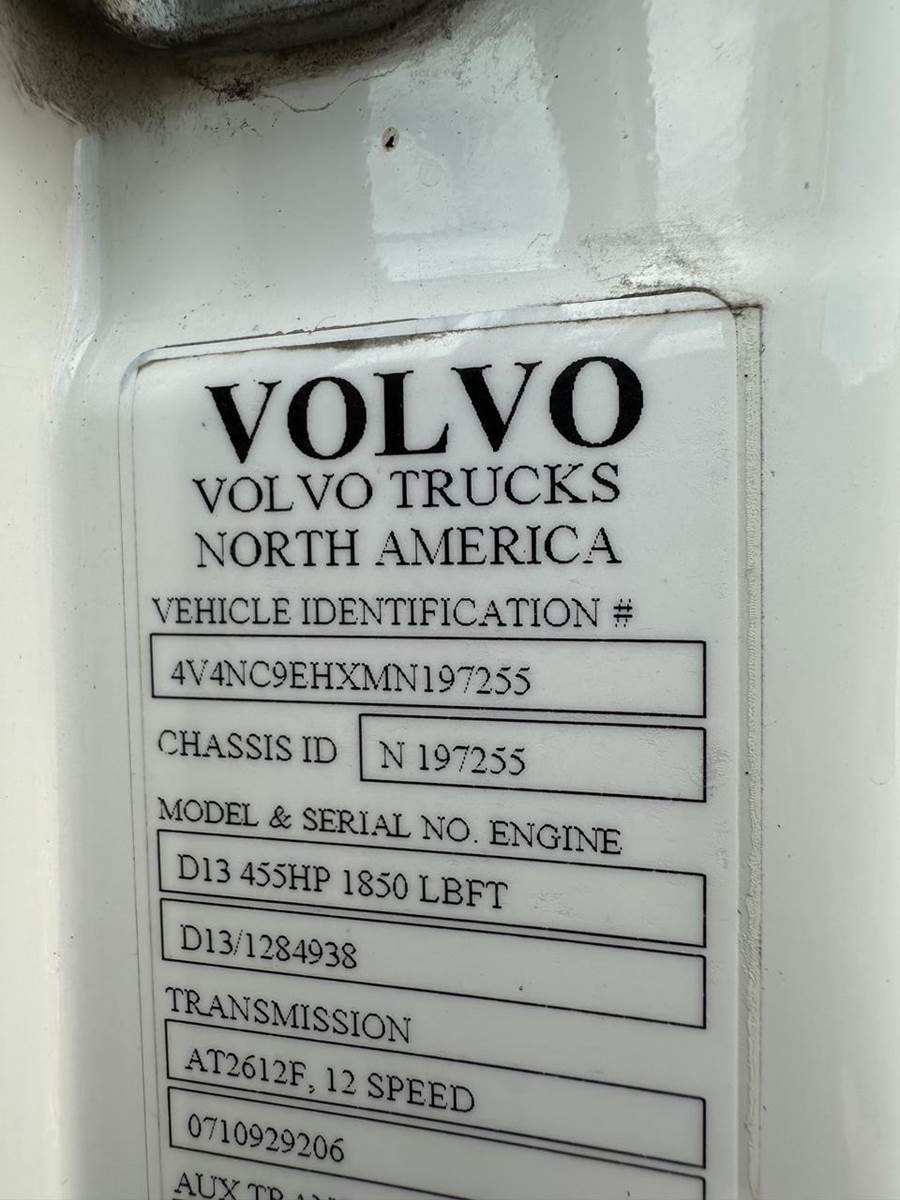 VOLVO
VOLVO TRUCKS
NORTH AMERICA
VEHICLE IDENTIFICATION #
4V4NC9EHXMN197255
CHASSIS ID N 197255
MODEL & SERIAL NO. ENGINE
D13 455HP 1850 LBFT
D13/1284938
TRANSMISSION
AT2612F, 12 SPEED
0710929206
AUX